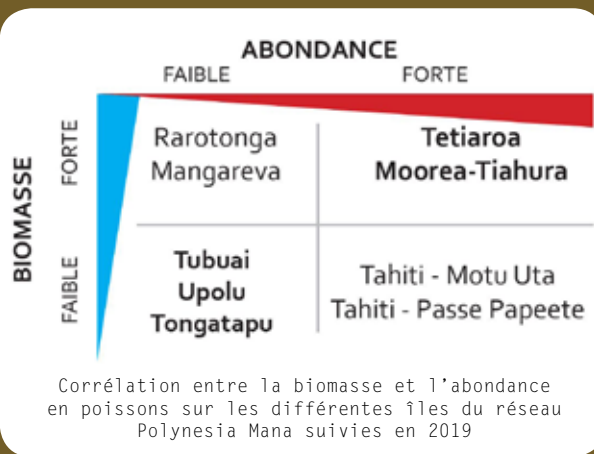 ABONDANCE
FAIBLE FORTE
BIOMASSE
FORTE
Rarotonga
Mangareva
Tetiaroa
Moorea-Tiahura
FAIBLE
Tubuai
Upolu
Tongatapu
Tahiti - Motu Uta
Tahiti - Passe Papeete
Corrélation entre la biomasse et l'abondance
en poissons sur les différentes îles du réseau
Polynesia Mana suivies en 2019